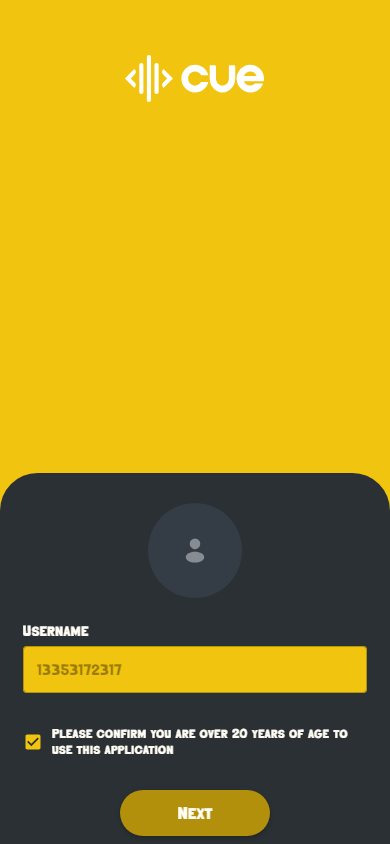 cue
Username
13353172317
Please confirm you are over 20 years of age to
use this application
Next